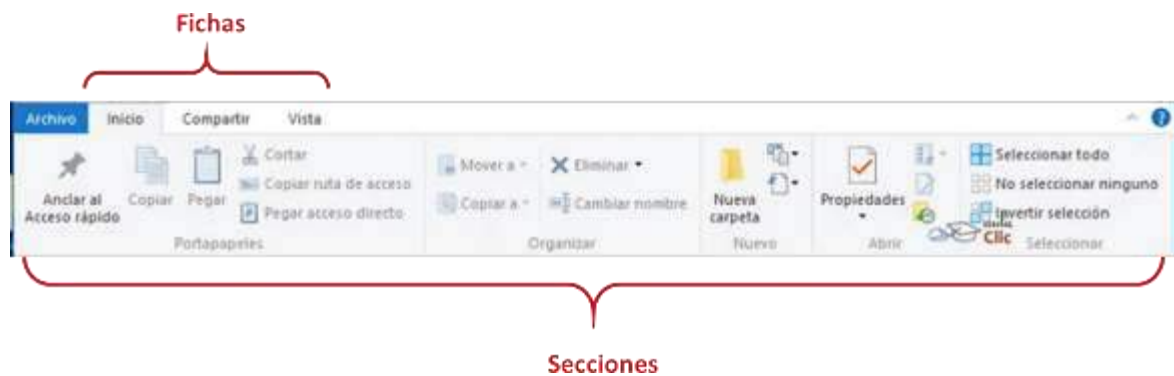 Fichas
Archivo Inicio Compartir Vista
Anclar al
Acceso rápido
Copiar
Pegar
Cortar
Copiar ruta de acceso
Pegar acceso directo
Portapapeles
Mover a
Copiar a
Eliminar
Cambiar nombre
Organizar
Nueva
carpeta
Nuevo
Propiedades
Abrir
Seleccionar todo
No seleccionar ninguno
Invertir selección
Seleccionar
Clic
Secciones